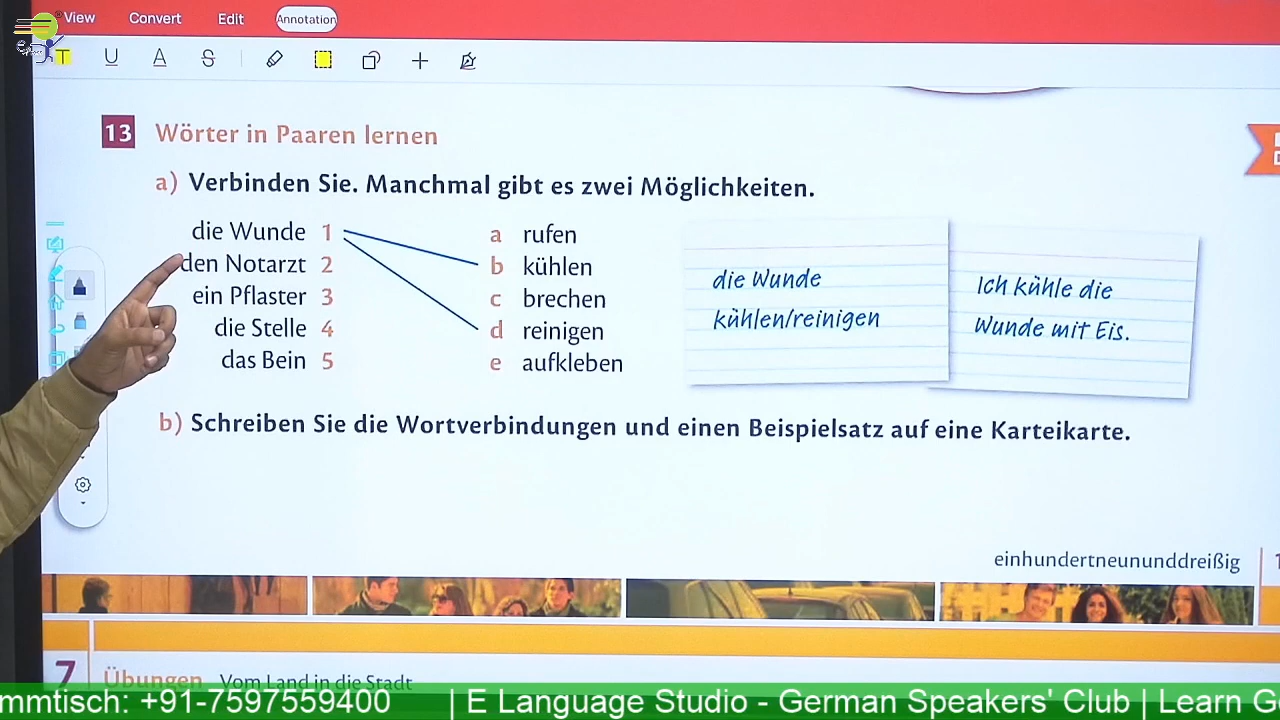 View Convert Edit Annotation
T U A S
13 Wörter in Paaren lernen
a) Verbinden Sie. Manchmal gibt es zwei Möglichkeiten.
die Wunde 1
den Notarzt 2
ein Pflaster 3
die Stelle 4
das Bein 5
a rufen
b kühlen
c brechen
d reinigen
e aufkleben
die Wunde
kühlen/reinigen
Ich kühle die
Wunde mit Eis.
b) Schreiben Sie die Wortverbindungen und einen Beispielsatz auf eine Karteikarte.
einhundertneununddreißig
7 Übungen Vom Land in die Stadt
mmtisch: +91-7597559400 | E Language Studio - German Speakers' Club | Learn G